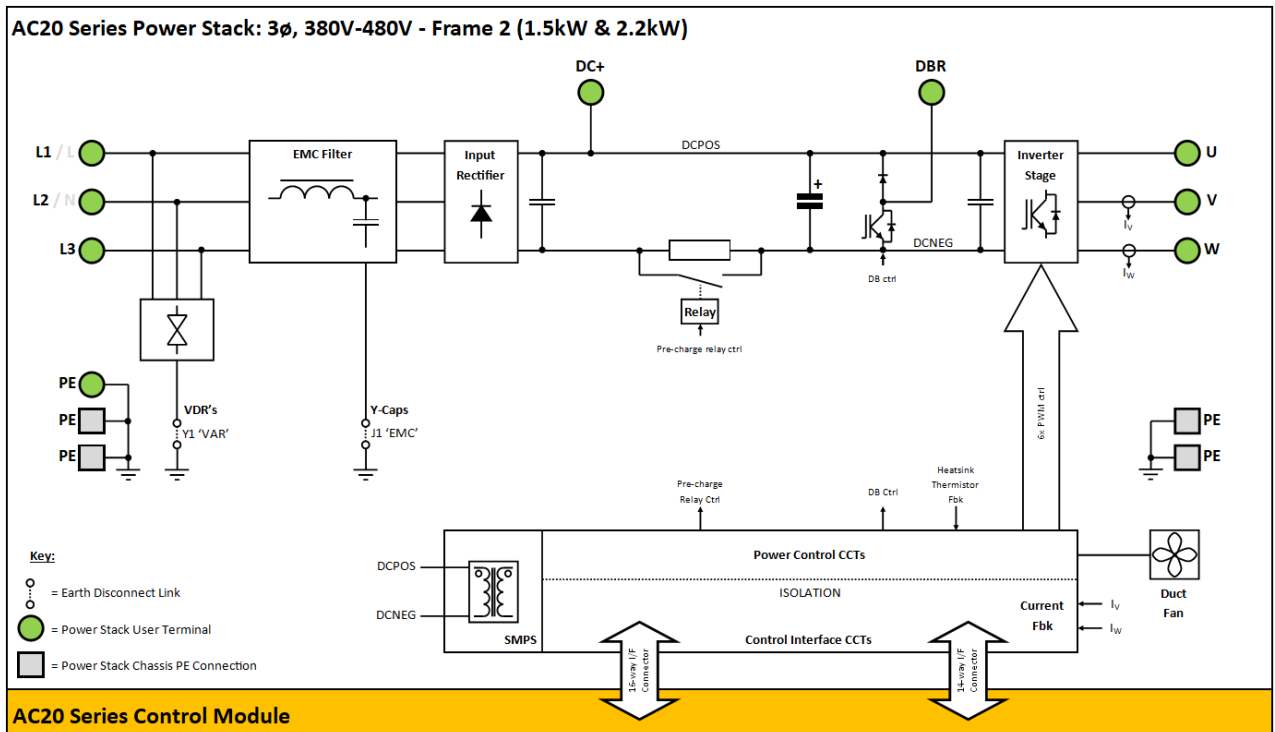 AC20 Series Power Stack: 3ø, 380V-480V - Frame 2 (1.5kW & 2.2kW)
DC+
DBR
L1 / L
EMC Filter
Input
Rectifier
DCPOS
Inverter
Stage
U
L2 / N
+
V
IV
L3
DCNEG
W
IW
DB ctrl
Relay
Pre-charge relay ctrl
PE
PE
PE
VDR's
Y1 'VAR'
Y-Caps
J1 'EMC'
6x PWM ctrl
PE
PE
Pre-charge
Relay Ctrl
DB Ctrl
Heatsink
Thermistor
Fbk
Key:
= Earth Disconnect Link
= Power Stack User Terminal
= Power Stack Chassis PE Connection
DCPOS
DCNEG
SMPS
Power Control CCTs
ISOLATION
Control Interface CCTs
Current
Fbk
IV
IW
Duct
Fan
16-way I/F
Connector
14-way I/F
Connector
AC20 Series Control Module